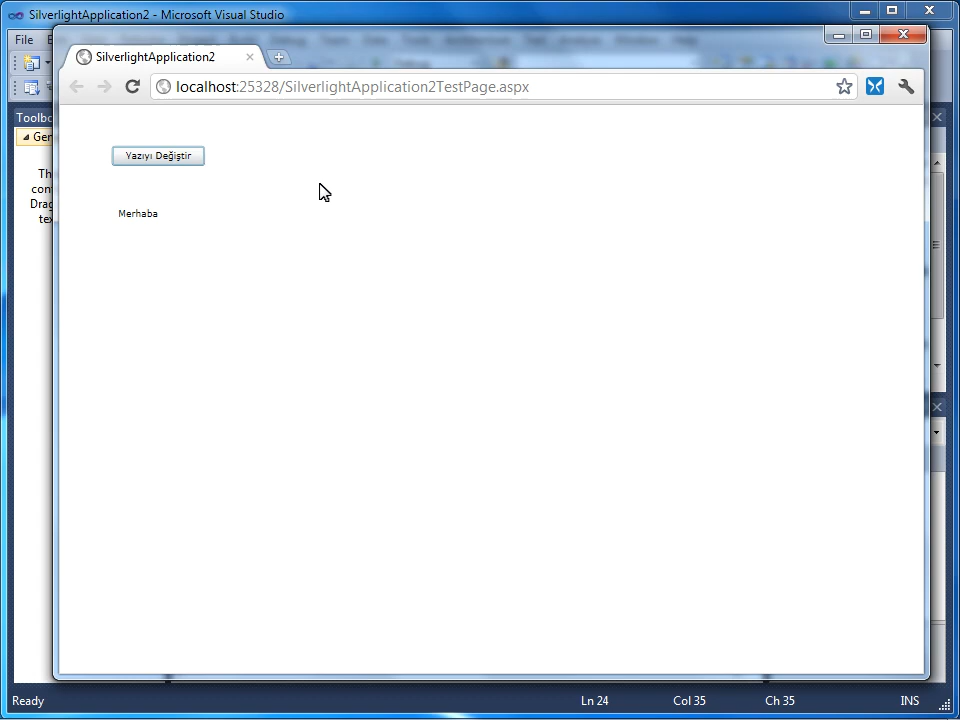 SilverlightApplication2 - Microsoft Visual Studio
File
SilverlightApplication2
localhost:25328/SilverlightApplication2TestPage.aspx
Yazıyı Değiştir
Merhaba
Ready
Ln 24
Col 35
Ch 35
INS